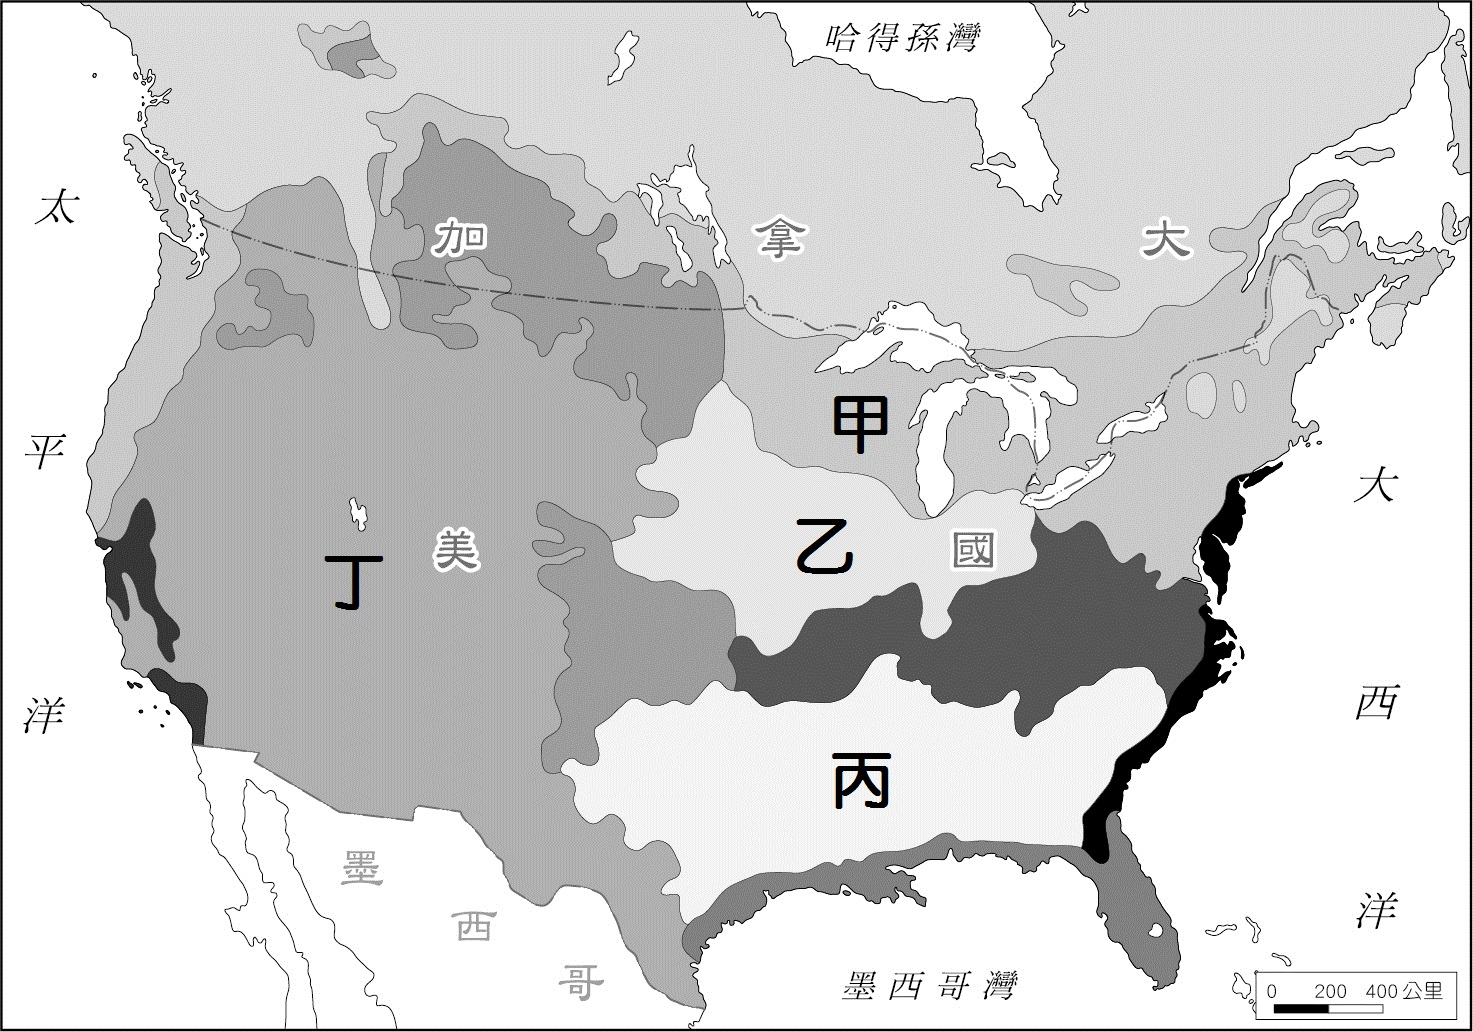 哈得孫灣
太
平
洋
加
拿
大
甲
乙
丙
丁
美
國
大
西
洋
墨
西
哥
墨西哥灣
0 200 400公里